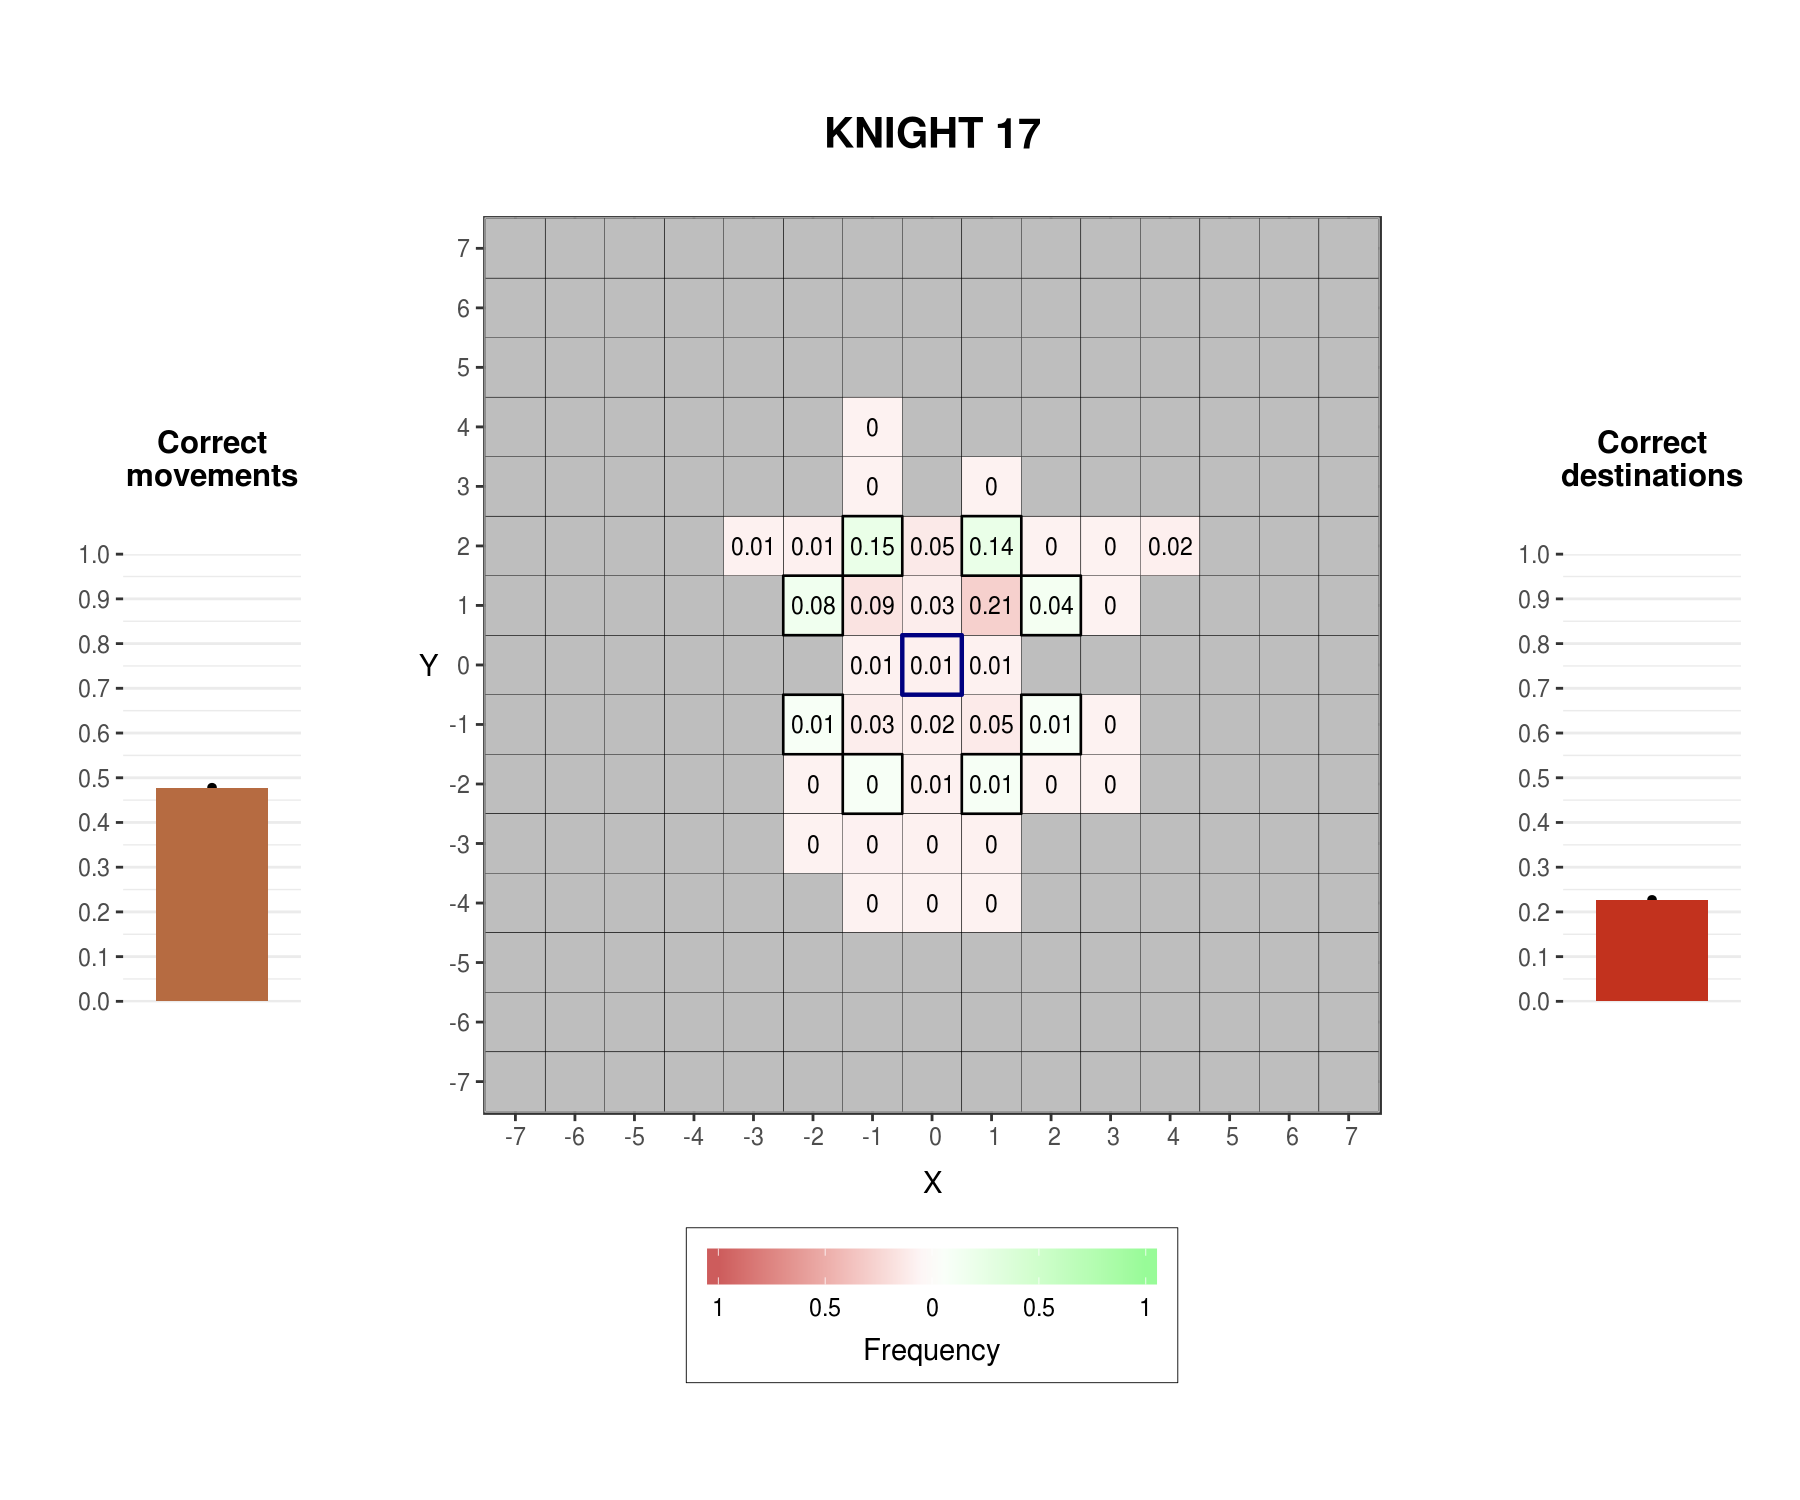 KNIGHT 17
Correct
movements
1.0
0.9
0.8
0.7
0.6
0.5
0.4
0.3
0.2
0.1
0.0
Y
7
6
5
4 0
3 0 0
2 0.01 0.01 0.15 0.05 0.14 0 0 0.02
1 0.08 0.09 0.03 0.21 0.04 0
0 0.01 0.01 0.01
-1 0.01 0.03 0.02 0.05 0.01 0
-2 0 0 0.01 0.01 0 0
-3 0 0 0 0
-4 0 0 0
-5
-6
-7
-7 -6 -5 -4 -3 -2 -1 0 1 2 3 4 5 6 7
X
1 0.5 0 0.5 1
Frequency
Correct
destinations
1.0
0.9
0.8
0.7
0.6
0.5
0.4
0.3
0.2
0.1
0.0